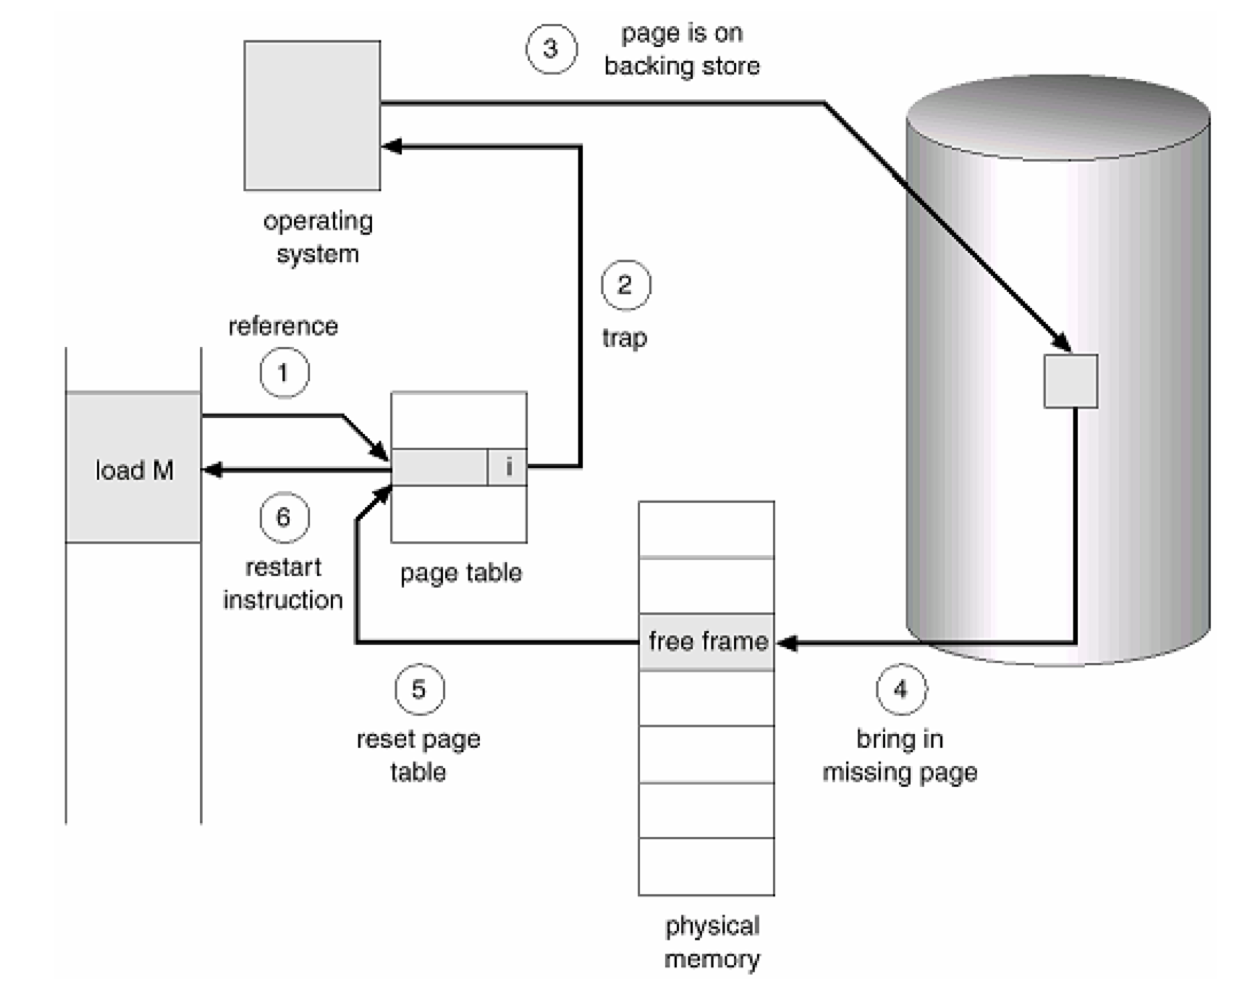 3
page is on
backing store
operating
system
2
trap
reference
1
load M
i
6
restart
instruction
page table
free frame
5
reset page
table
4
bring in
missing page
physical
memory